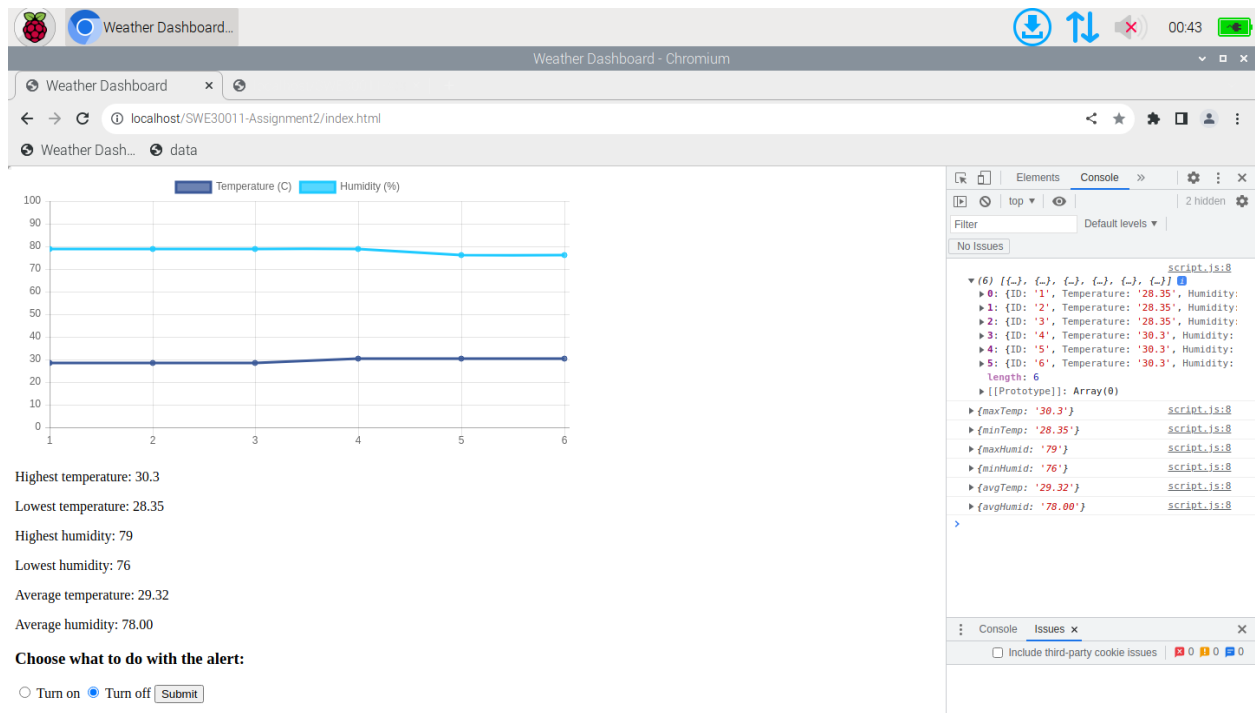 Weather Dashboard... 00:43
Weather Dashboard - Chromium
Weather Dashboard
localhost/SWE30011-Assignment2/index.html
Weather Dash... data
Temperature (C) Humidity (%)
100
90
80
70
60
50
40
30
20
10
0
1 2 3 4 5 6
Highest temperature: 30.3
Lowest temperature: 28.35
Highest humidity: 79
Lowest humidity: 76
Average temperature: 29.32
Average humidity: 78.00
Choose what to do with the alert:
Turn on Turn off Submit
Elements Console »
top ▼ 2 hidden
Filter Default levels ▼
No Issues
script.js:8
▼(6) [{…}, {…}, {…}, {…}, {…}, {…}] i
▶0: {ID: '1', Temperature: '28.35', Humidity:
▶1: {ID: '2', Temperature: '28.35', Humidity:
▶2: {ID: '3', Temperature: '28.35', Humidity:
▶3: {ID: '4', Temperature: '30.3', Humidity:
▶4: {ID: '5', Temperature: '30.3', Humidity:
▶5: {ID: '6', Temperature: '30.3', Humidity:
length: 6
▶[[Prototype]]: Array(0)
▶{maxTemp: '30.3'} script.js:8
▶{minTemp: '28.35'} script.js:8
▶{maxHumid: '79'} script.js:8
▶{minHumid: '76'} script.js:8
▶{avgTemp: '29.32'} script.js:8
▶{avgHumid: '78.00'} script.js:8
Console Issues
Include third-party cookie issues 0 0 0